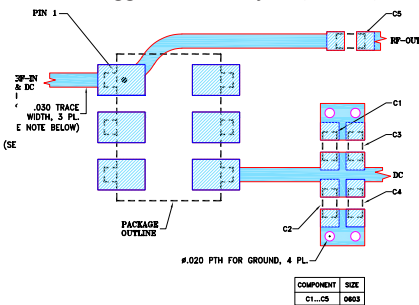 PIN 1
C5
RF-OUT
RF-IN
& DC
.030 TRACE
WIDTH, 3 PL.
E NOTE BELOW)
(SE
C1
C3
DC
C4
C2
PACKAGE
OUTLINE
ø.020 PTH FOR GROUND, 4 PL.
COMPONENT SIZE
C1...C5 0603